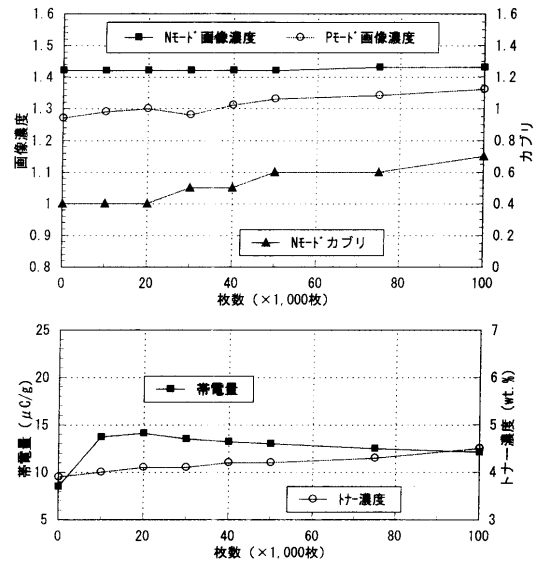 1.6 1.6
Nモード画像濃度 Pモード画像濃度
1.5 1.4
1.4 1.2
1.3 1
1.2 0.8
1.1 0.6
1 0.4
0.9 0.2
0.8 0
画像濃度
カブリ
Nモードカブリ
0 20 40 60 80 100
枚数 (×1,000枚)
25 7
20 6
15 5
10 4
5 3
帯電量 (μC/g)
トナー濃度 (wt.%)
帯電量
トナー濃度
0 20 40 60 80 100
枚数 (×1,000枚)